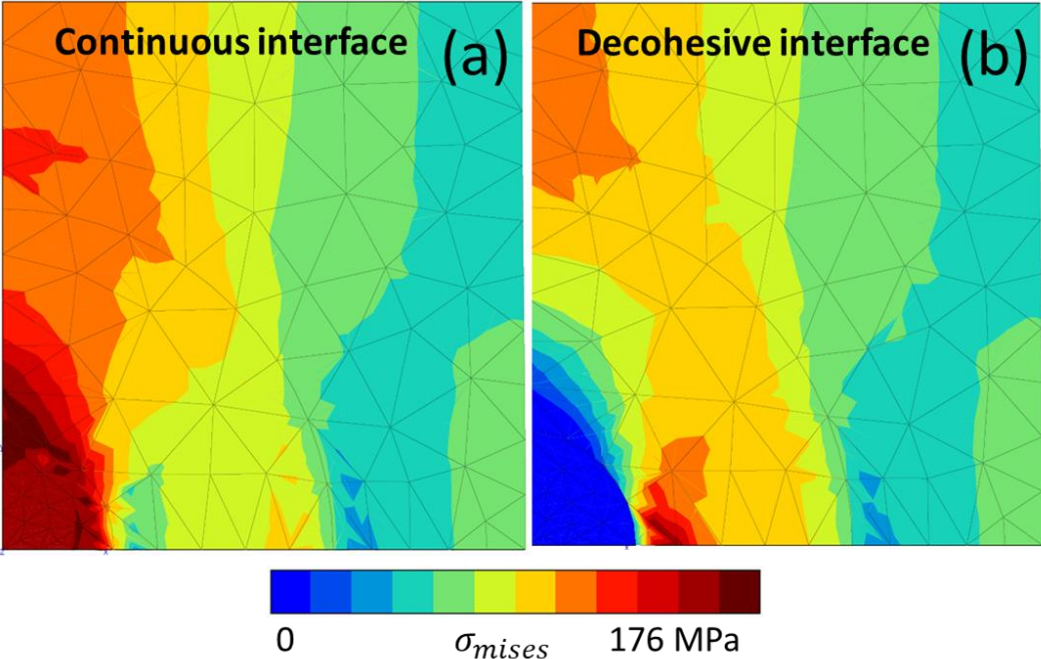 Continuous interface (a)
Decohesive interface (b)
0 σmises 176 MPa